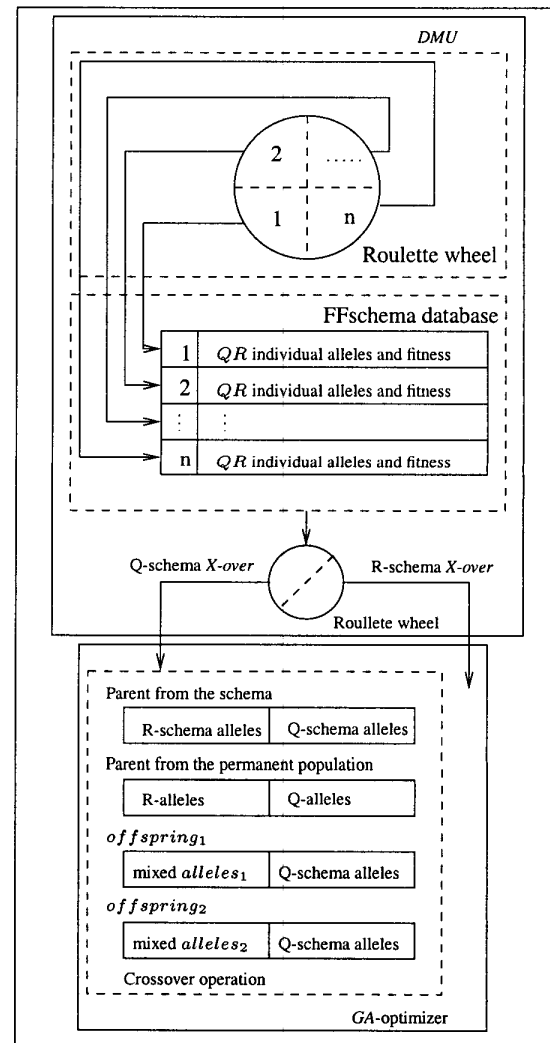 DMU
2 .....
1 n
Roulette wheel
FFschema database
1 QR individual alleles and fitness
2 QR individual alleles and fitness
⋮ ⋮
n QR individual alleles and fitness
Q-schema X-over
R-schema X-over
Roullete wheel
Parent from the schema
R-schema alleles Q-schema alleles
Parent from the permanent population
R-alleles Q-alleles
offspring₁
mixed alleles₁ Q-schema alleles
offspring₂
mixed alleles₂ Q-schema alleles
Crossover operation
GA-optimizer